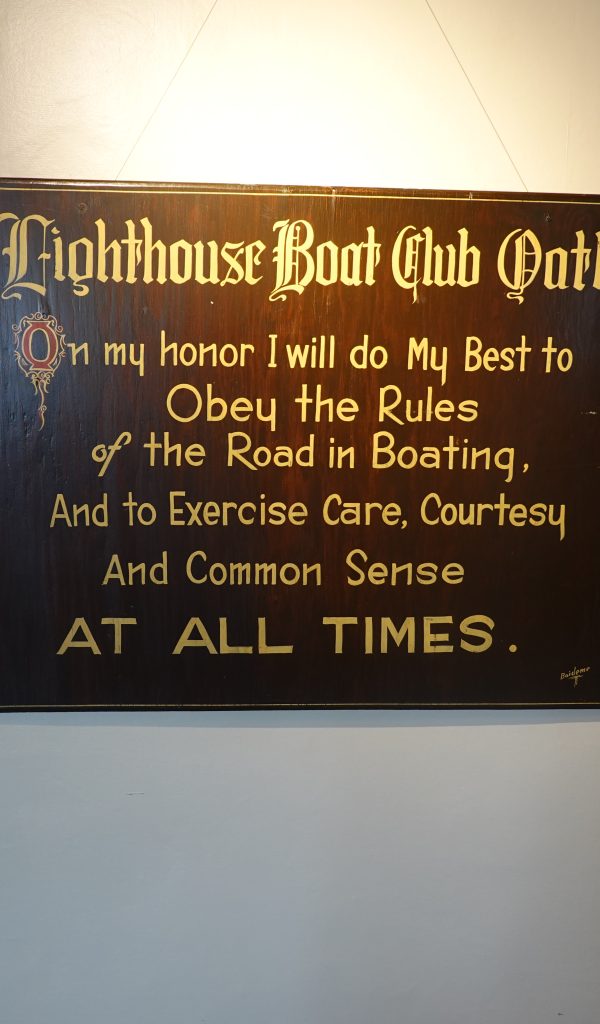 Lighthouse Boat Club Oath
On my honor I will do My Best to
Obey the Rules
of the Road in Boating,
And to Exercise Care, Courtesy
And Common Sense
AT ALL TIMES.